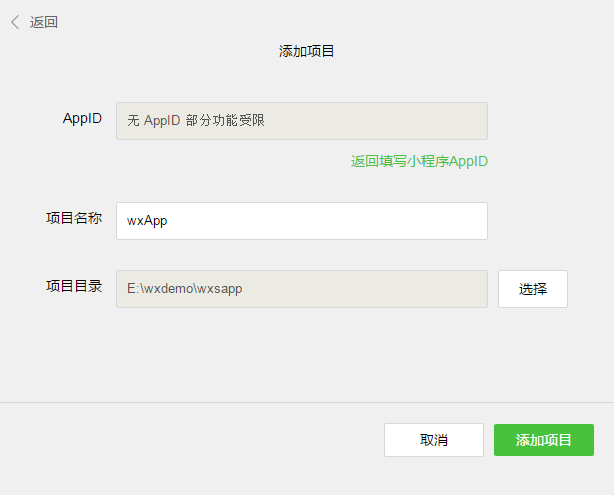 返回
添加项目
AppID
无 AppID 部分功能受限
返回填写小程序AppID
项目名称
wxApp
项目目录
E:\wxdemo\wxsapp
选择
取消
添加项目